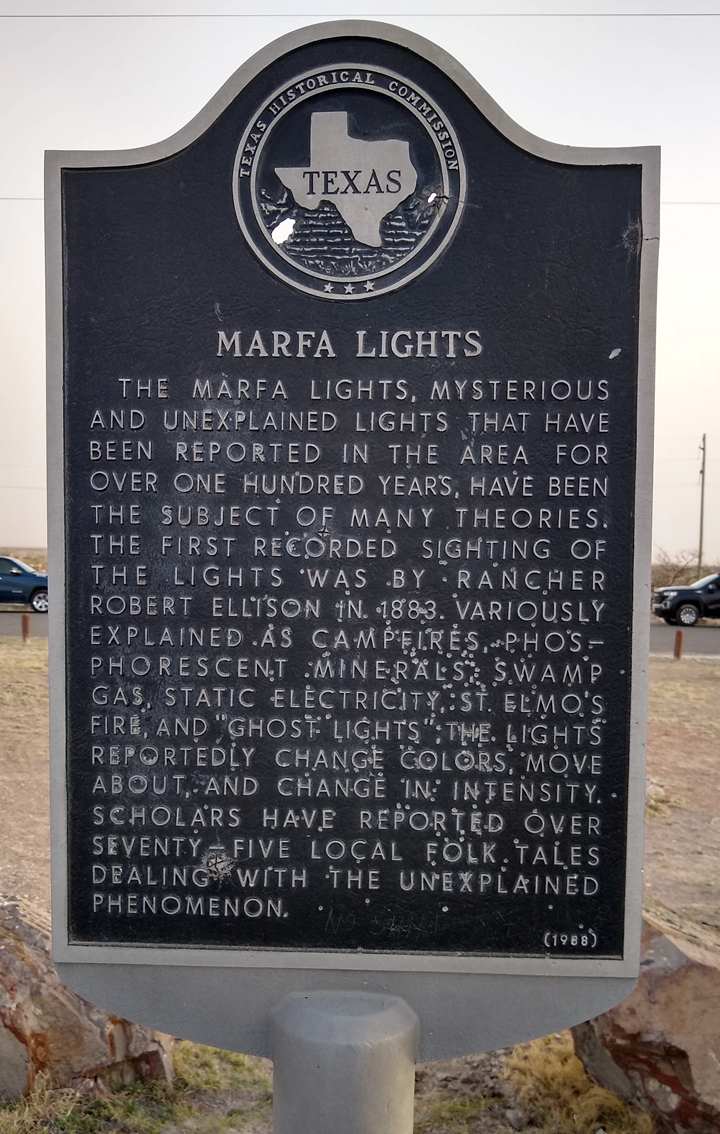 TEXAS HISTORICAL COMMISSION
TEXAS
MARFA LIGHTS
THE MARFA LIGHTS, MYSTERIOUS
AND UNEXPLAINED LIGHTS THAT HAVE
BEEN REPORTED IN THE AREA FOR
OVER ONE HUNDRED YEARS, HAVE BEEN
THE SUBJECT OF MANY THEORIES.
THE FIRST RECORDED SIGHTING OF
THE LIGHTS WAS BY RANCHER
ROBERT ELLISON IN 1883. VARIOUSLY
EXPLAINED AS CAMPFIRES, PHOS-
PHORESCENT MINERALS, SWAMP
GAS, STATIC ELECTRICITY, ST. ELMO'S
FIRE, AND "GHOST LIGHTS", THE LIGHTS
REPORTEDLY CHANGE COLORS, MOVE
ABOUT, AND CHANGE IN INTENSITY.
SCHOLARS HAVE REPORTED OVER
SEVENTY-FIVE LOCAL FOLK TALES
DEALING WITH THE UNEXPLAINED
PHENOMENON.
(1988)